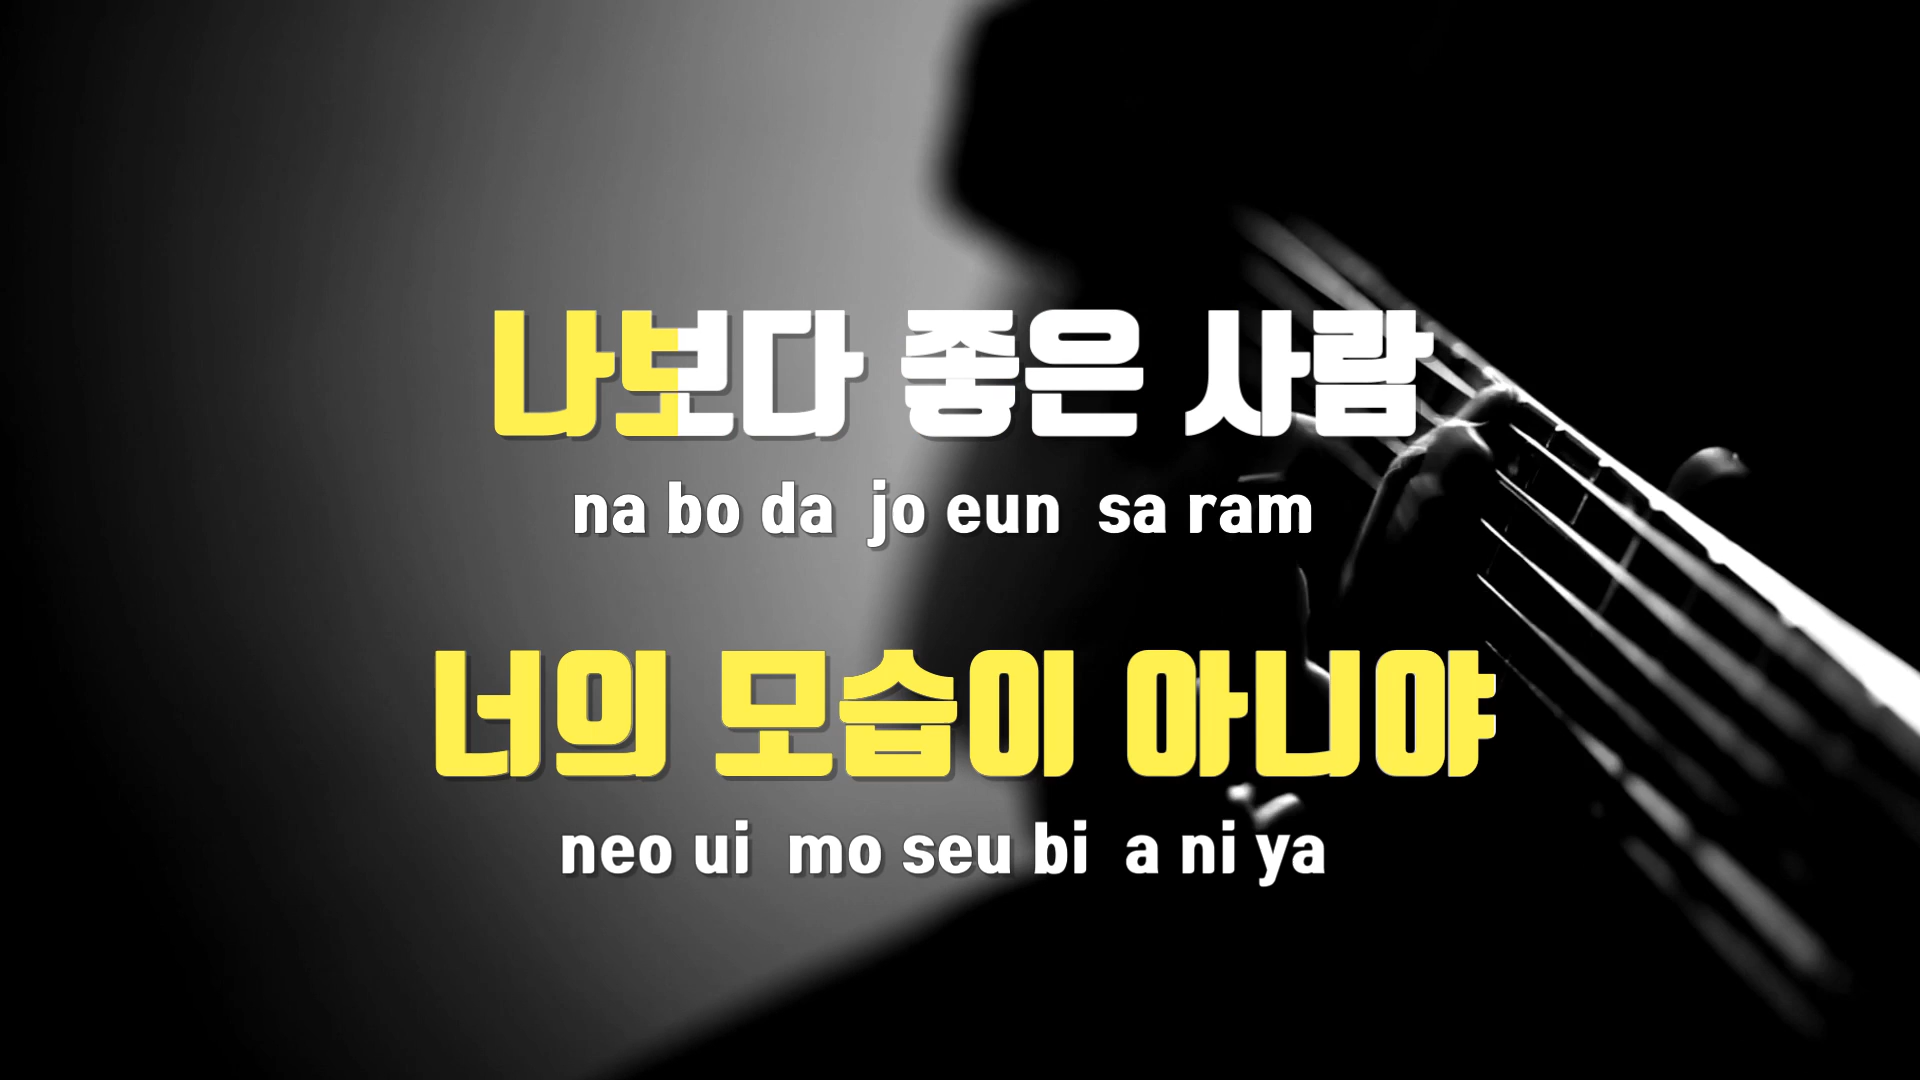 나보다 좋은 사람
na bo da jo eun sa ram
너의 모습이 아니야
neo ui mo seu bi a ni ya